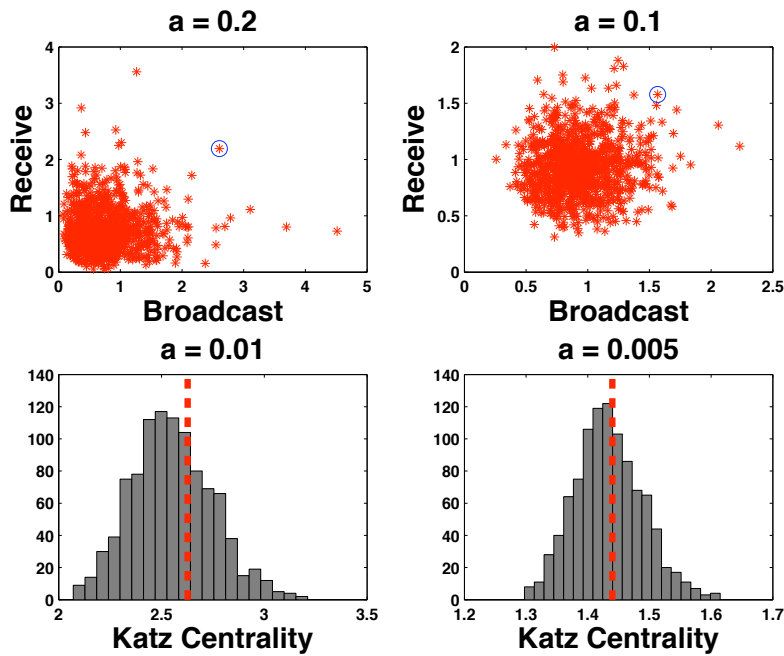 a = 0.2
4
3
2
1
0
Receive
0 1 2 3 4 5
Broadcast
a = 0.1
2
1.5
1
0.5
0
Receive
0 0.5 1 1.5 2 2.5
Broadcast
a = 0.01
140
120
100
80
60
40
20
0
2 2.5 3 3.5
Katz Centrality
a = 0.005
140
120
100
80
60
40
20
0
1.2 1.3 1.4 1.5 1.6 1.7
Katz Centrality